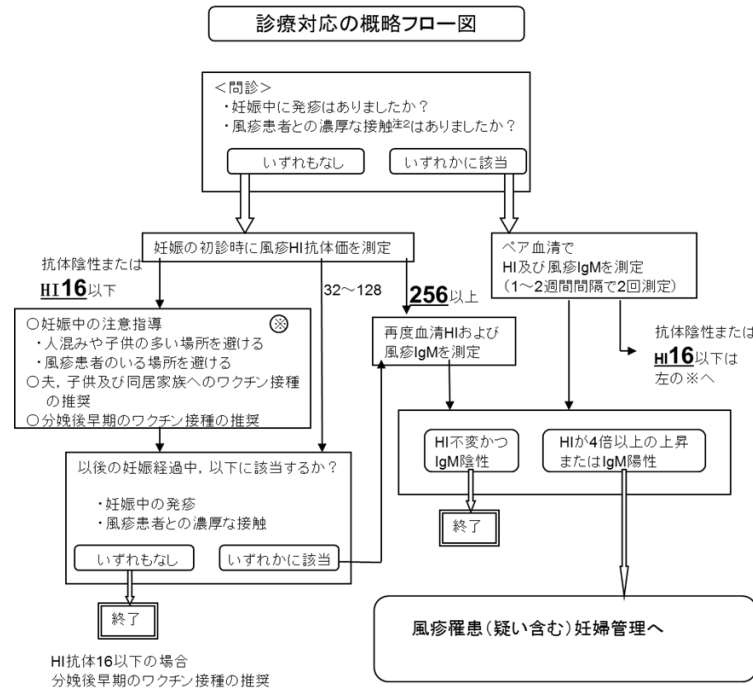 診療対応の概略フロー図
＜問診＞
・妊娠中に発疹はありましたか？
・風疹患者との濃厚な接触注2はありましたか？
いずれもなし
いずれかに該当
妊娠の初診時に風疹HI抗体価を測定
ペア血清で
HI及び風疹IgMを測定
（1～2週間間隔で2回測定）
抗体陰性または
HI16以下
32～128
256以上
○妊娠中の注意指導 ※
・人混みや子供の多い場所を避ける
・風疹患者のいる場所を避ける
○夫，子供及び同居家族へのワクチン接種
の推奨
○分娩後早期のワクチン接種の推奨
再度血清HIおよび
風疹IgMを測定
抗体陰性または
HI16以下は
左の※へ
HI不変かつ
IgM陰性
HIが4倍以上の上昇
またはIgM陽性
以後の妊娠経過中，以下に該当するか？
・妊娠中の発疹
・風疹患者との濃厚な接触
いずれもなし
いずれかに該当
終了
終了
風疹罹患（疑い含む）妊婦管理へ
HI抗体16以下の場合
分娩後早期のワクチン接種の推奨